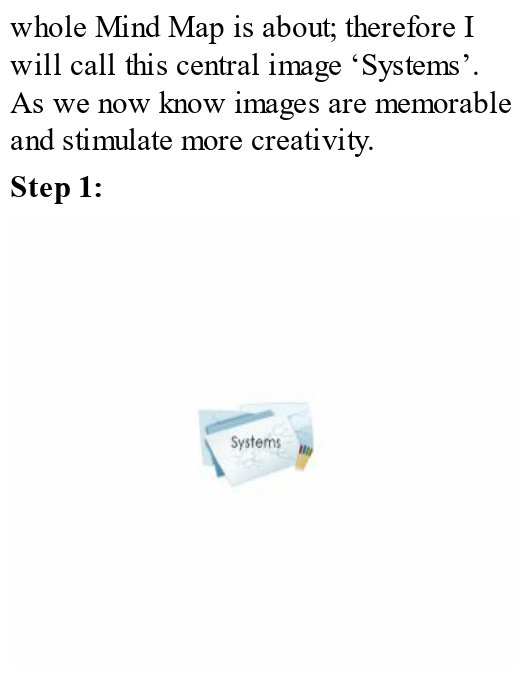 whole Mind Map is about; therefore I
will call this central image ‘Systems’.
As we now know images are memorable
and stimulate more creativity.
Step 1:
Systems